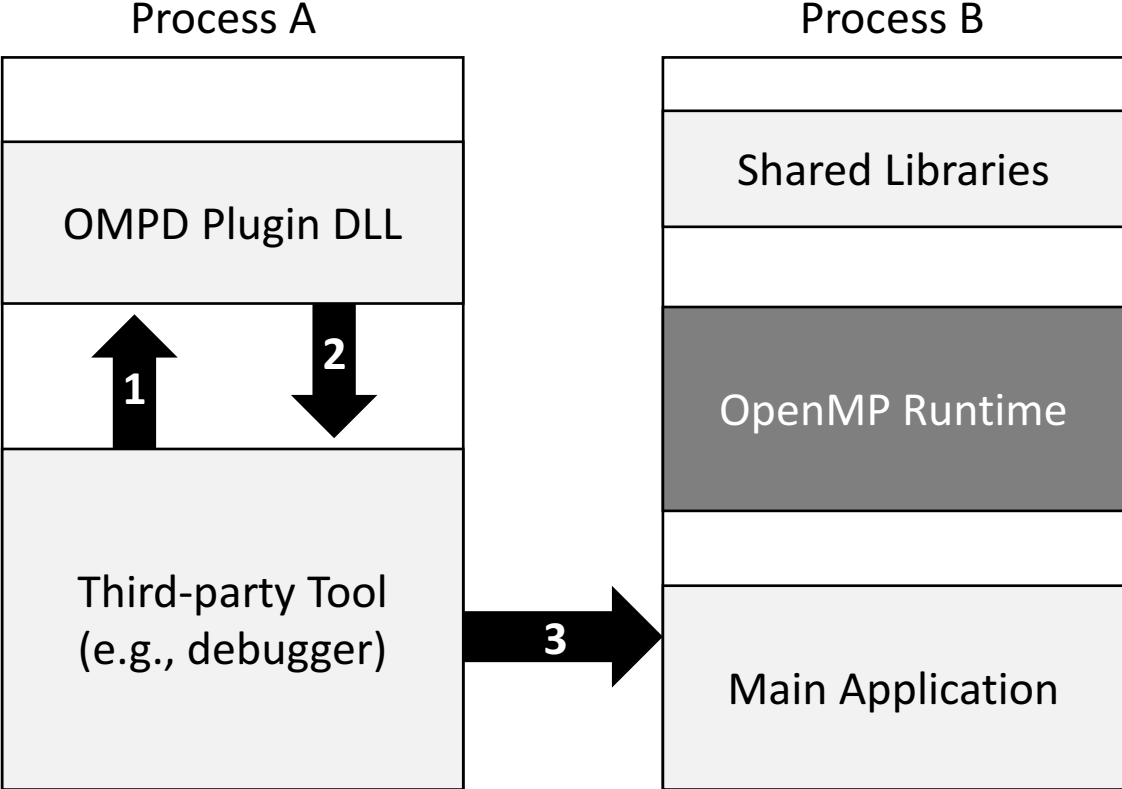 Process A
Process B
OMPD Plugin DLL
Shared Libraries
1
2
OpenMP Runtime
Third-party Tool
(e.g., debugger)
3
Main Application